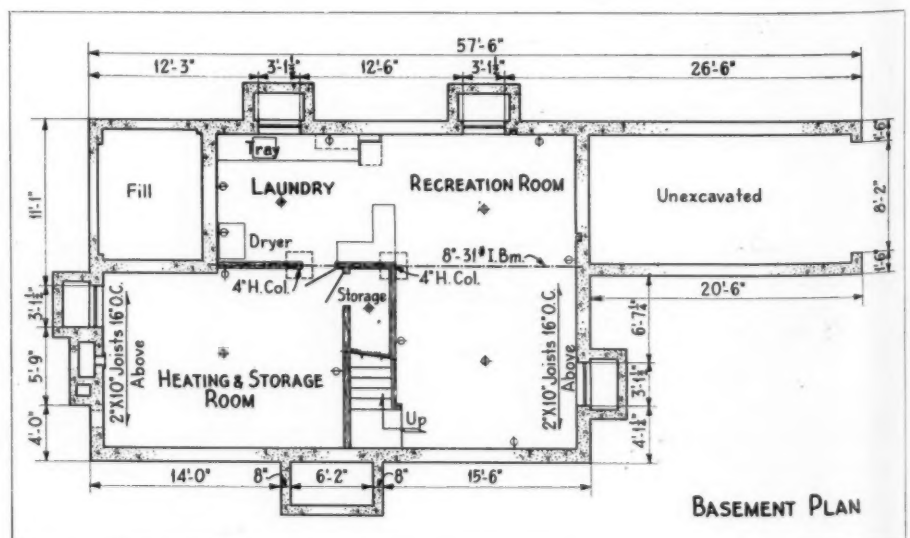 57'-6"
12'-3" 3'-1½" 12'-6" 3'-1½" 26'-6"
Tray
Fill
LAUNDRY
RECREATION ROOM
Unexcavated
11'-1"
1'-6"
8'-2"
1'-6"
Dryer
8"-31# I.Bm.
4"H.Col.
4"H.Col.
Storage
20'-6"
3'-1½"
5'-9"
4'-0"
2"X10" Joists 16"O.C.
Above
HEATING & STORAGE
ROOM
Up
2"X10" Joists 16"O.C.
Above
6'-7¼"
3'-1½"
4'-1½"
14'-0" 8" 6'-2" 8" 15'-6"
BASEMENT PLAN